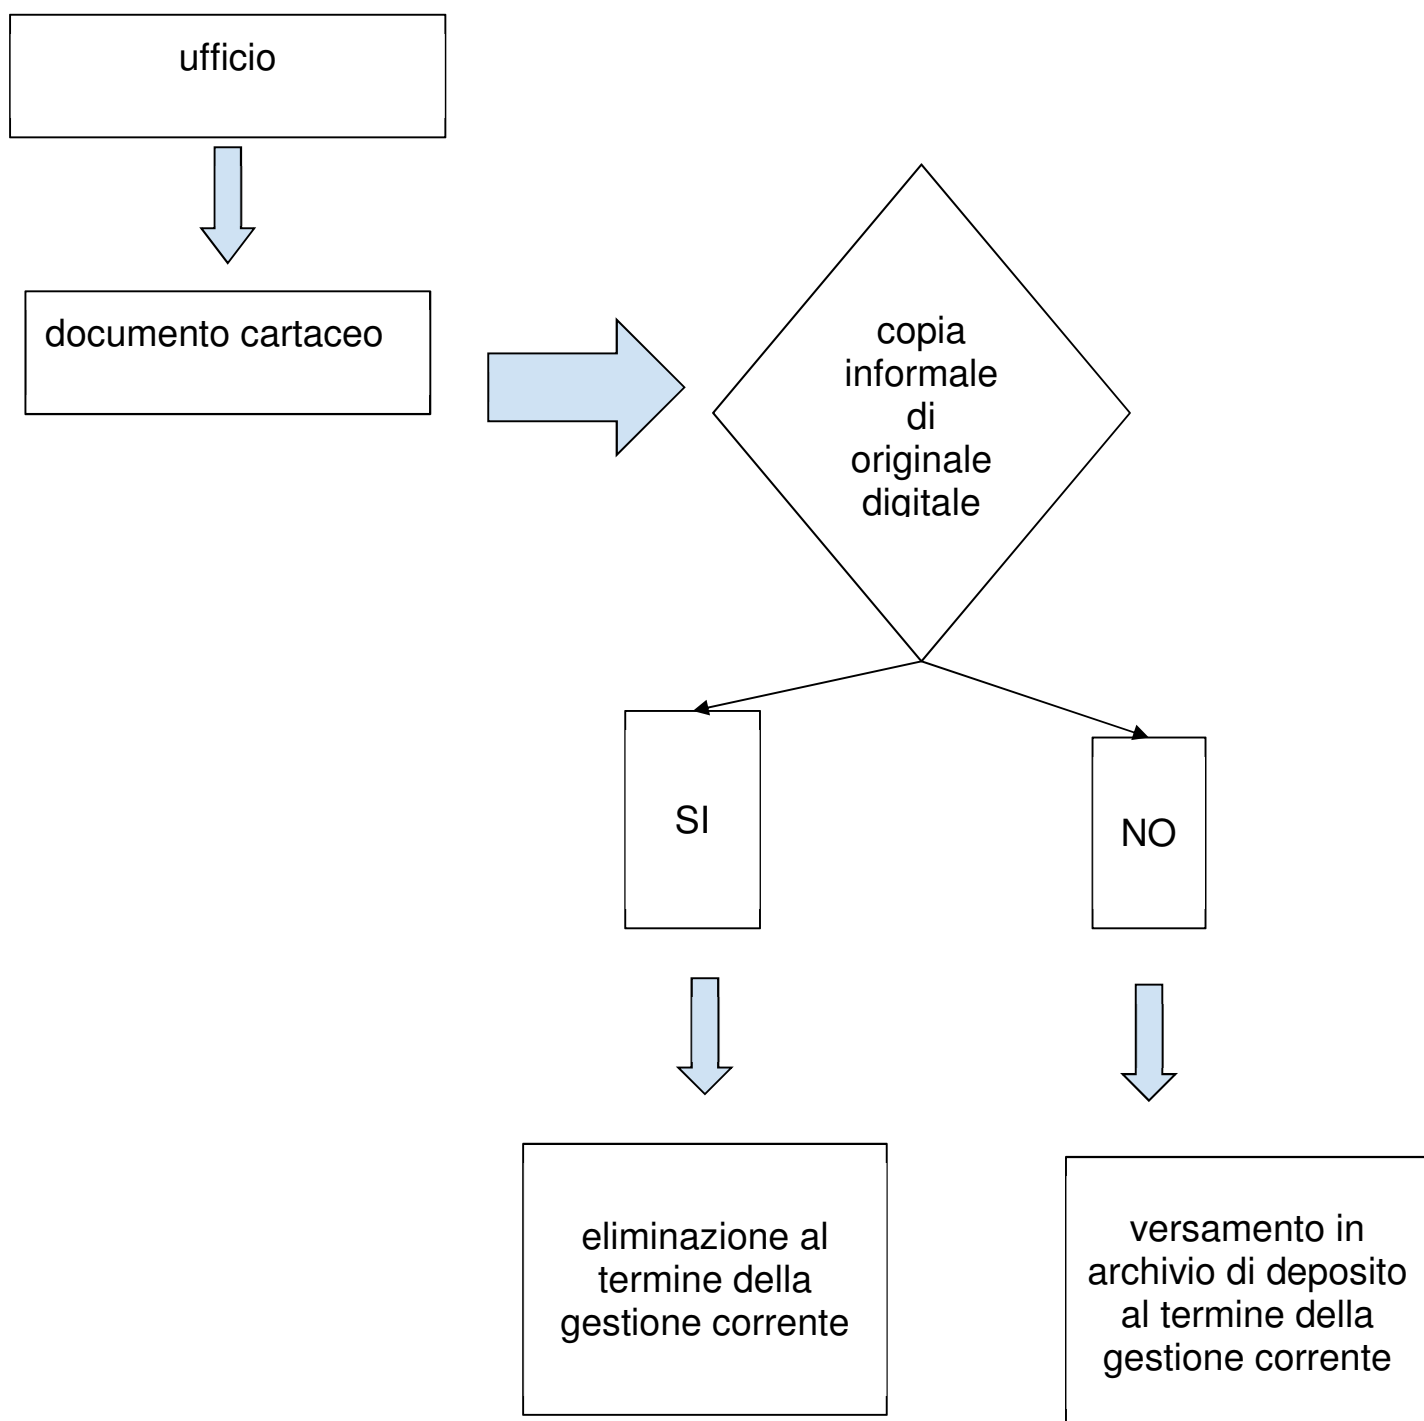 ufficio
documento cartaceo
copia
informale
di
originale
digitale
SI
NO
eliminazione al
termine della
gestione corrente
versamento in
archivio di deposito
al termine della
gestione corrente